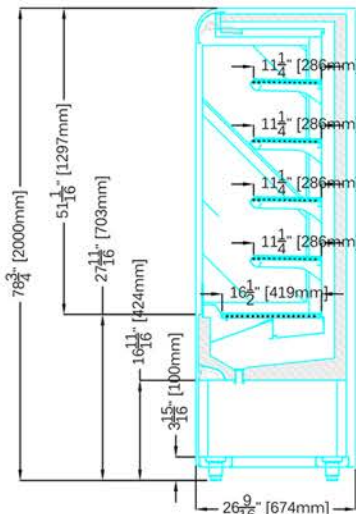 11 1/4" [286mm
11 1/4" [286mm
11 1/4" [286mm
11 1/4" [286mm
16 1/2" [419mm]
78 3/4" [2000mm]
51 1/16" [1297mm]
27 11/16" [703mm]
16 11/16" [424mm]
3 15/16" [100mm]
26 9/16" [674mm]